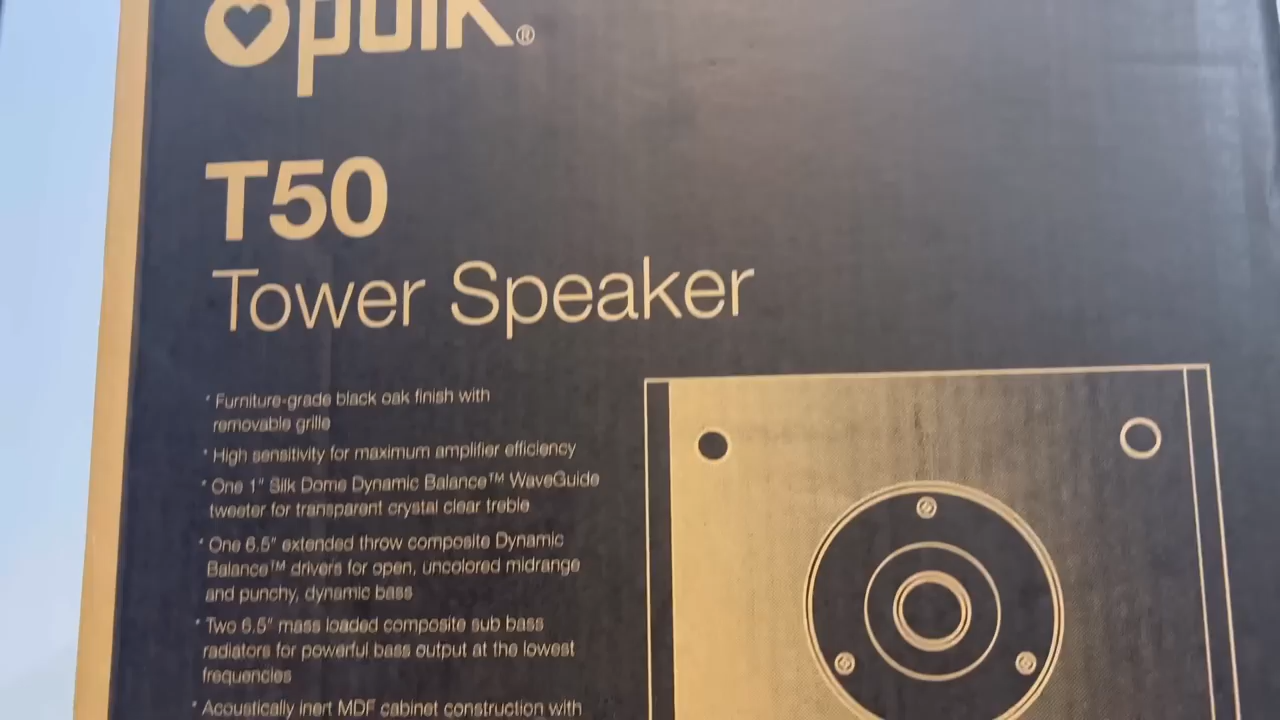 polk®
T50
Tower Speaker
* Furniture-grade black oak finish with
removable grille
* High sensitivity for maximum amplifier efficiency
* One 1" Silk Dome Dynamic Balance™ WaveGuide
tweeter for transparent crystal clear treble
* One 6.5" extended throw composite Dynamic
Balance™ drivers for open, uncolored midrange
and punchy, dynamic bass
* Two 6.5" mass loaded composite sub bass
radiators for powerful bass output at the lowest
frequencies
* Acoustically inert MDF cabinet construction with